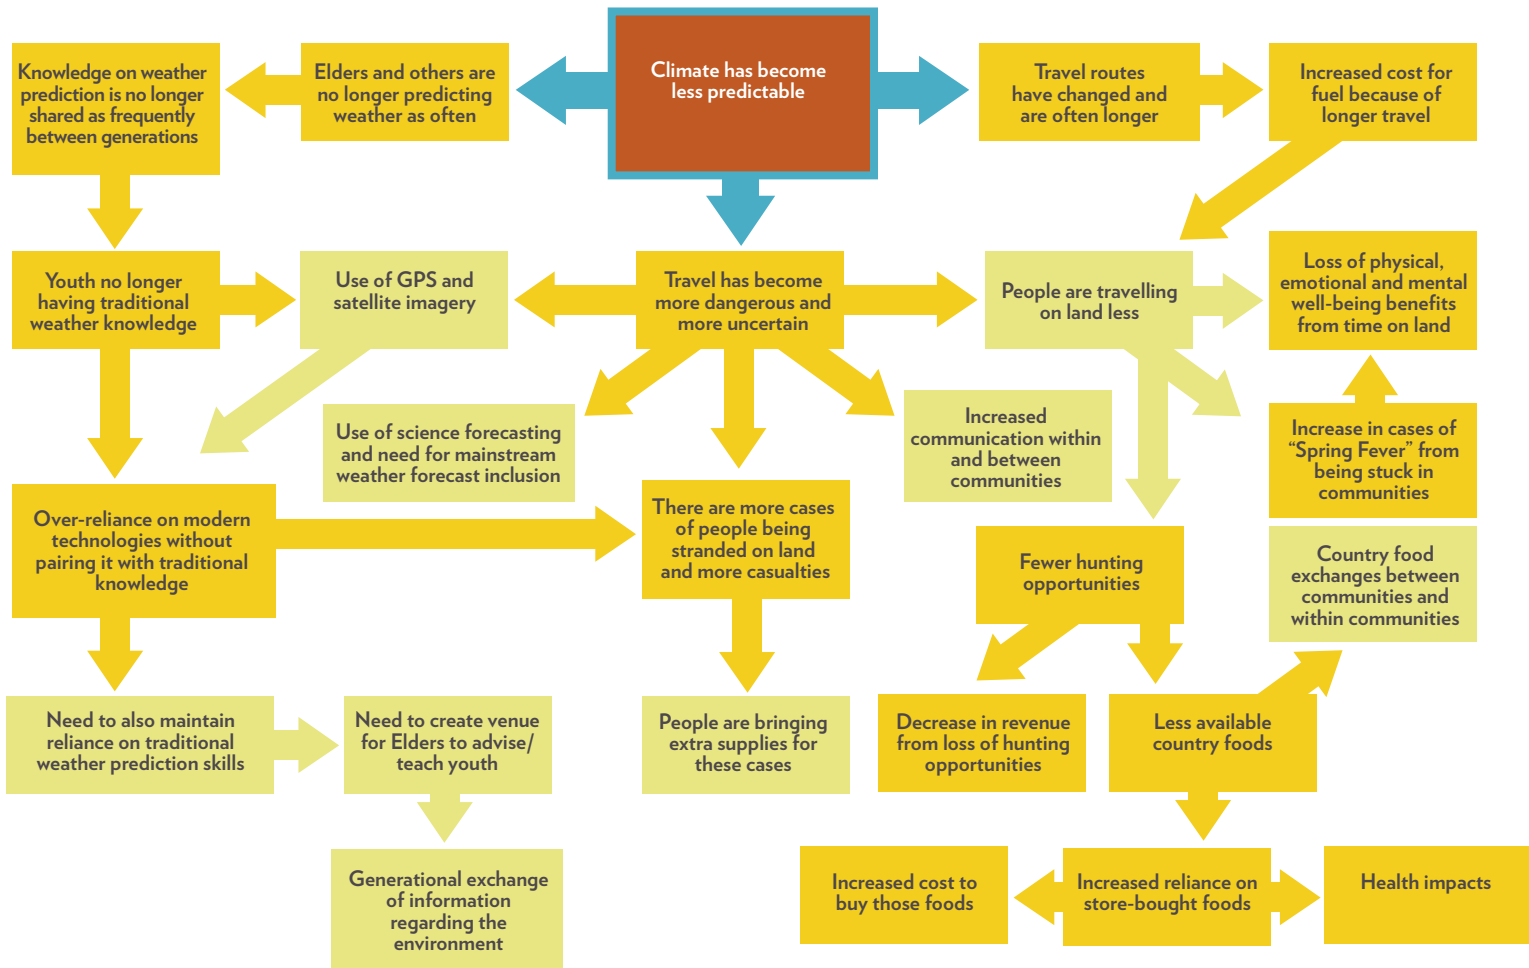 Knowledge on weather
prediction is no longer
shared as frequently
between generations
Elders and others are
no longer predicting
weather as often
Climate has become
less predictable
Travel routes
have changed and
are often longer
Increased cost for
fuel because of
longer travel
Youth no longer
having traditional
weather knowledge
Use of GPS and
satellite imagery
Travel has become
more dangerous and
more uncertain
People are travelling
on land less
Loss of physical,
emotional and mental
well-being benefits
from time on land
Use of science forecasting
and need for mainstream
weather forecast inclusion
Increased
communication within
and between
communities
Increase in cases of
“Spring Fever” from
being stuck in
communities
Over-reliance on modern
technologies without
pairing it with traditional
knowledge
There are more cases
of people being
stranded on land
and more casualties
Fewer hunting
opportunities
Country food
exchanges between
communities and
within communities
Need to also maintain
reliance on traditional
weather prediction skills
Need to create venue
for Elders to advise/
teach youth
People are bringing
extra supplies for
these cases
Decrease in revenue
from loss of hunting
opportunities
Less available
country foods
Generational exchange
of information
regarding the
environment
Increased cost to
buy those foods
Increased reliance on
store-bought foods
Health impacts